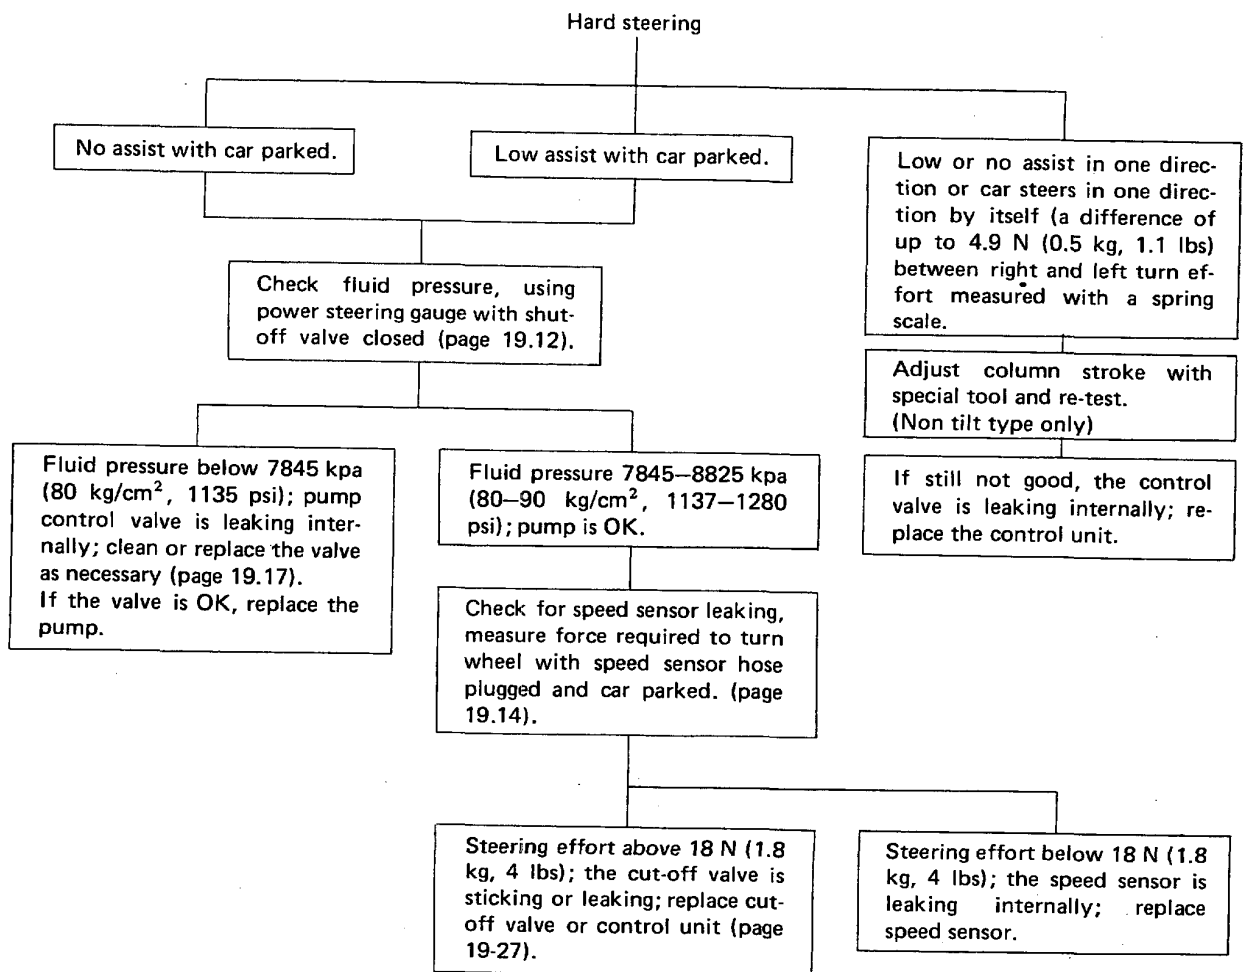 Hard steering
No assist with car parked.
Low assist with car parked.
Low or no assist in one direc-
tion or car steers in one direc-
tion by itself (a difference of
up to 4.9 N (0.5 kg, 1.1 lbs)
between right and left turn ef-
fort measured with a spring
scale.
Check fluid pressure, using
power steering gauge with shut-
off valve closed (page 19.12).
Adjust column stroke with
special tool and re-test.
(Non tilt type only)
Fluid pressure below 7845 kpa
(80 kg/cm², 1135 psi); pump
control valve is leaking inter-
nally; clean or replace the valve
as necessary (page 19.17).
If the valve is OK, replace the
pump.
Fluid pressure 7845–8825 kpa
(80–90 kg/cm², 1137–1280
psi); pump is OK.
If still not good, the control
valve is leaking internally; re-
place the control unit.
Check for speed sensor leaking,
measure force required to turn
wheel with speed sensor hose
plugged and car parked. (page
19.14).
Steering effort above 18 N (1.8
kg, 4 lbs); the cut-off valve is
sticking or leaking; replace cut-
off valve or control unit (page
19-27).
Steering effort below 18 N (1.8
kg, 4 lbs); the speed sensor is
leaking internally; replace
speed sensor.